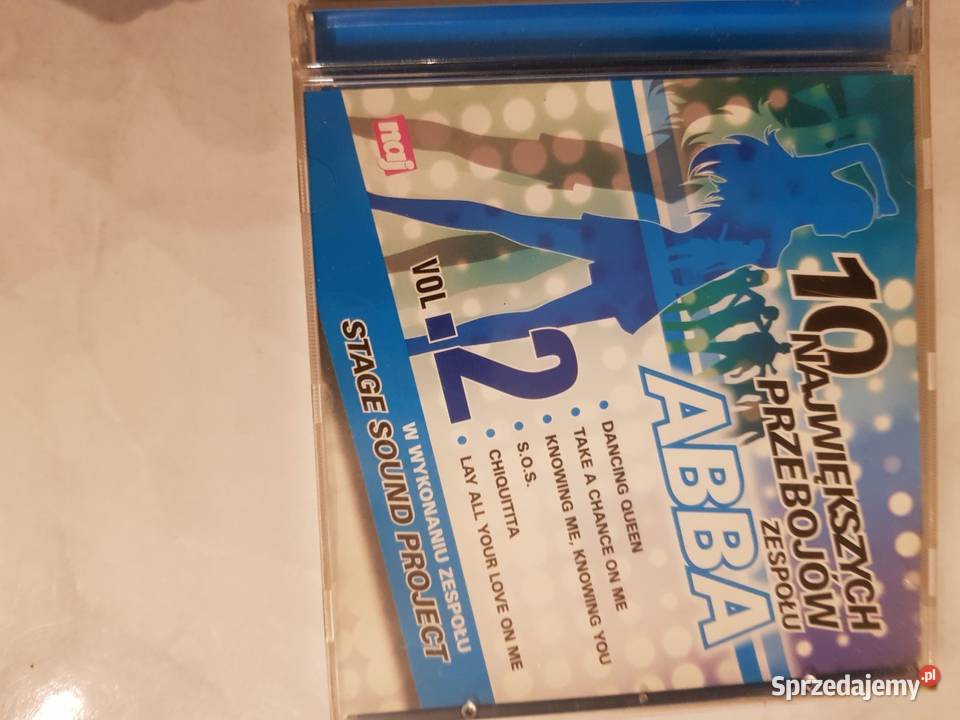 10
NAJWIĘKSZYCH
PRZEBOJÓW
ZESPOŁU
ABBA
• DANCING QUEEN
• TAKE A CHANCE ON ME
• KNOWING ME, KNOWING YOU
• S.O.S.
• CHIQUITITA
• LAY ALL YOUR LOVE ON ME
naj
VOL.2
W WYKONANIU ZESPOŁU
STAGE SOUND PROJECT
Sprzedajemy.pl